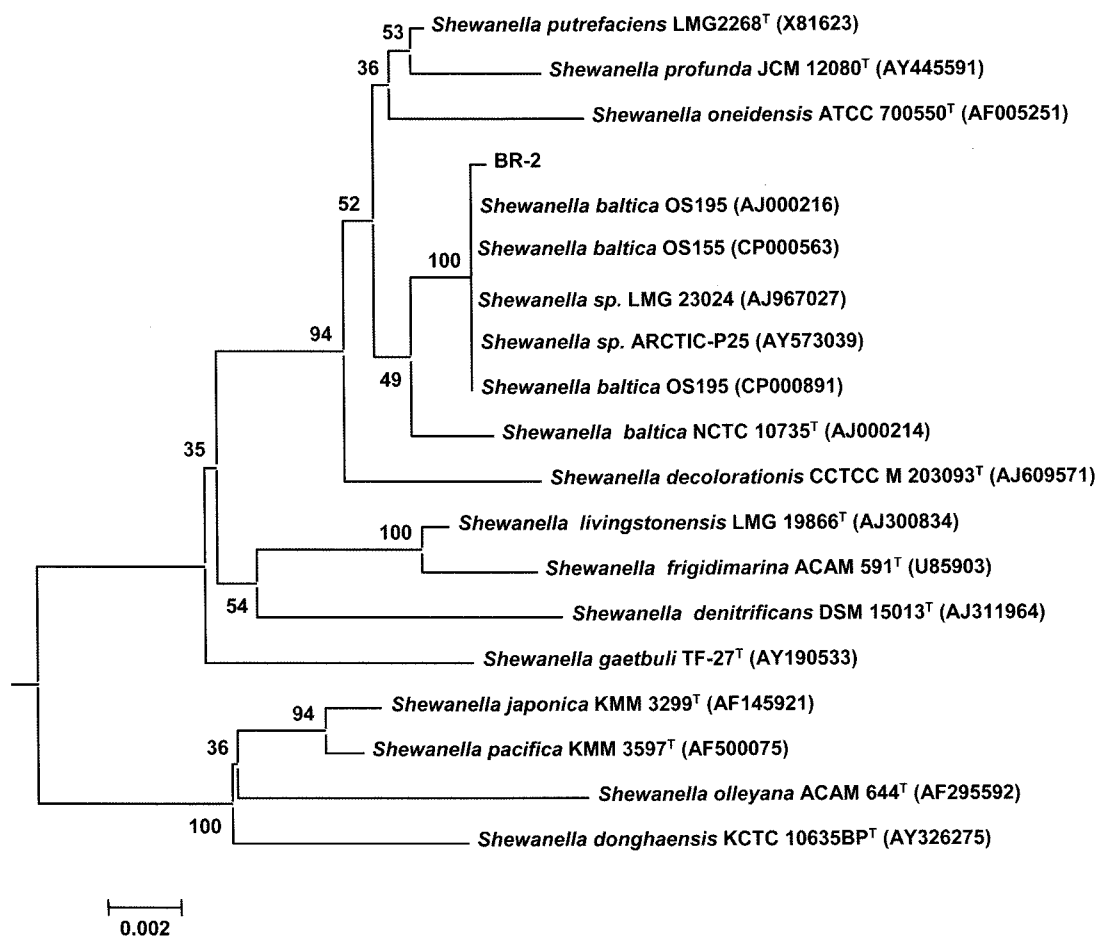 53
Shewanella putrefaciens LMG2268ᵀ (X81623)
36
Shewanella profunda JCM 12080ᵀ (AY445591)
Shewanella oneidensis ATCC 700550ᵀ (AF005251)
BR-2
52
Shewanella baltica OS195 (AJ000216)
Shewanella baltica OS155 (CP000563)
100
Shewanella sp. LMG 23024 (AJ967027)
94
Shewanella sp. ARCTIC-P25 (AY573039)
49
Shewanella baltica OS195 (CP000891)
Shewanella baltica NCTC 10735ᵀ (AJ000214)
35
Shewanella decolorationis CCTCC M 203093ᵀ (AJ609571)
100
Shewanella livingstonensis LMG 19866ᵀ (AJ300834)
Shewanella frigidimarina ACAM 591ᵀ (U85903)
54
Shewanella denitrificans DSM 15013ᵀ (AJ311964)
Shewanella gaetbuli TF-27ᵀ (AY190533)
94
Shewanella japonica KMM 3299ᵀ (AF145921)
36
Shewanella pacifica KMM 3597ᵀ (AF500075)
Shewanella olleyana ACAM 644ᵀ (AF295592)
100
Shewanella donghaensis KCTC 10635BPᵀ (AY326275)
0.002